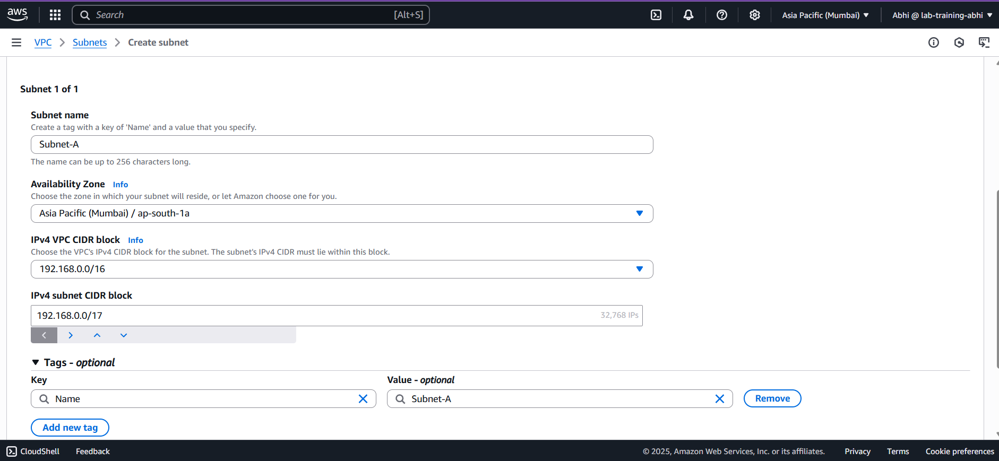 aws
Search [Alt+S] Asia Pacific (Mumbai) Abhi @ lab-training-abhi
VPC Subnets Create subnet
Subnet 1 of 1
Subnet name
Create a tag with a key of 'Name' and a value that you specify.
Subnet-A
The name can be up to 256 characters long.
Availability Zone Info
Choose the zone in which your subnet will reside, or let Amazon choose one for you.
Asia Pacific (Mumbai) / ap-south-1a
IPv4 VPC CIDR block Info
Choose the VPC's IPv4 CIDR block for the subnet. The subnet's IPv4 CIDR must lie within this block.
192.168.0.0/16
IPv4 subnet CIDR block
192.168.0.0/17 32,768 IPs
Tags - optional
Key Value - optional
Name Subnet-A Remove
Add new tag
CloudShell Feedback © 2025, Amazon Web Services, Inc. or its affiliates. Privacy Terms Cookie preferences